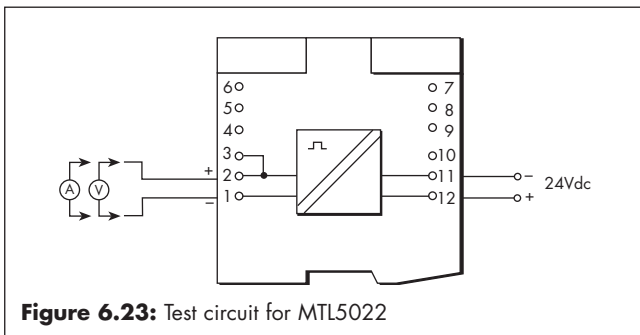 6 7
5 8
4 9
3 10
A V + 2 11 − 24Vdc
− 1 12 +
Figure 6.23: Test circuit for MTL5022